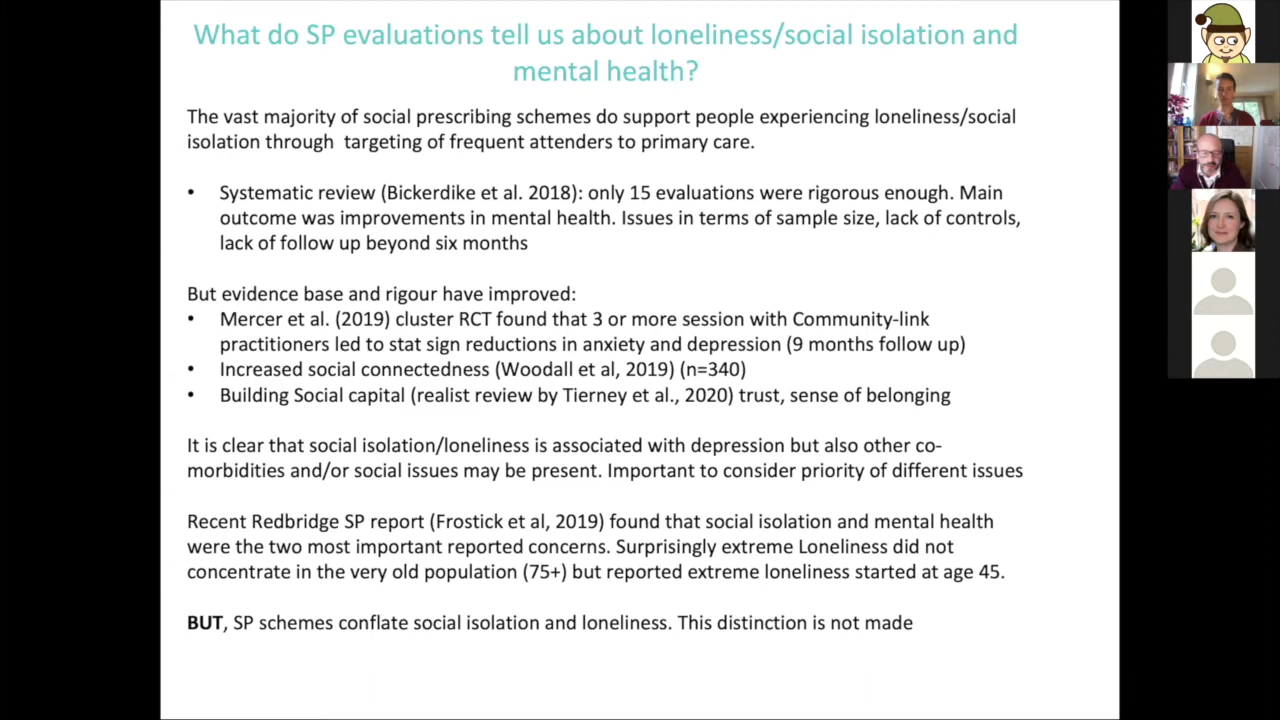 What do SP evaluations tell us about loneliness/social isolation and
mental health?
The vast majority of social prescribing schemes do support people experiencing loneliness/social
isolation through  targeting of frequent attenders to primary care.
• Systematic review (Bickerdike et al. 2018): only 15 evaluations were rigorous enough. Main
outcome was improvements in mental health. Issues in terms of sample size, lack of controls,
lack of follow up beyond six months
But evidence base and rigour have improved:
• Mercer et al. (2019) cluster RCT found that 3 or more session with Community-link
practitioners led to stat sign reductions in anxiety and depression (9 months follow up)
• Increased social connectedness (Woodall et al, 2019) (n=340)
• Building Social capital (realist review by Tierney et al., 2020) trust, sense of belonging
It is clear that social isolation/loneliness is associated with depression but also other co-
morbidities and/or social issues may be present. Important to consider priority of different issues
Recent Redbridge SP report (Frostick et al, 2019) found that social isolation and mental health
were the two most important reported concerns. Surprisingly extreme Loneliness did not
concentrate in the very old population (75+) but reported extreme loneliness started at age 45.
BUT, SP schemes conflate social isolation and loneliness. This distinction is not made